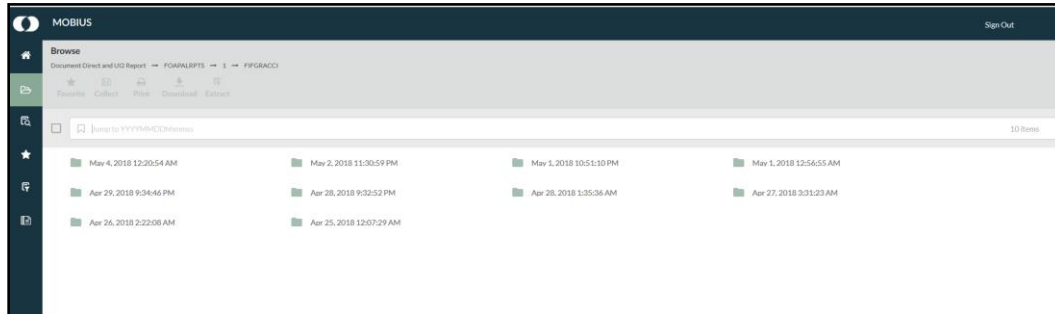 MOBIUS Sign Out
Browse
Document Direct and UI2 Report → FOAPALRPTS → 1 → FIFGRACCI
Favorite Collect Print Download Extract
Jump to YYYYMMDDhhmmss 10 items
May 4, 2018 12:20:54 AM May 2, 2018 11:30:59 PM May 1, 2018 10:51:10 PM May 1, 2018 12:56:55 AM
Apr 29, 2018 9:34:46 PM Apr 28, 2018 9:32:52 PM Apr 28, 2018 1:35:36 AM Apr 27, 2018 3:31:23 AM
Apr 26, 2018 2:22:08 AM Apr 25, 2018 12:07:29 AM